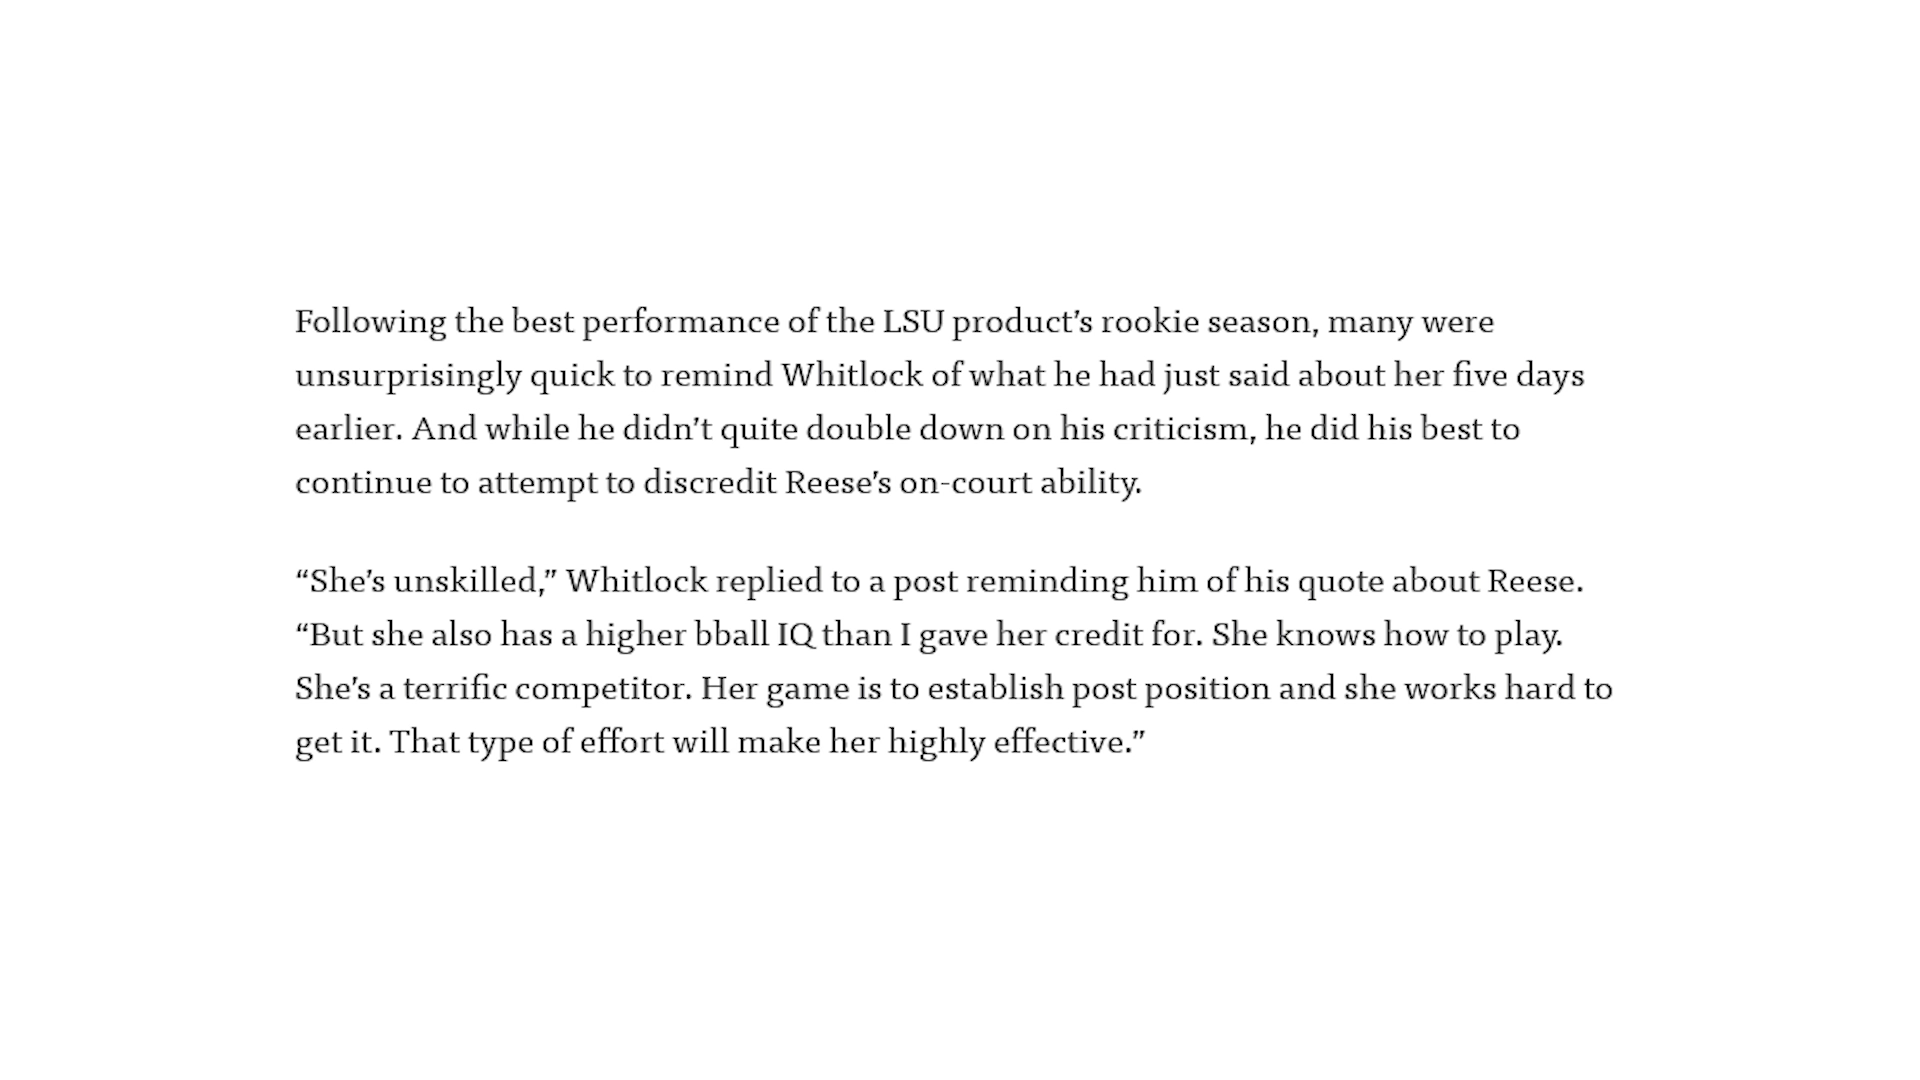 Following the best performance of the LSU product’s rookie season, many were
unsurprisingly quick to remind Whitlock of what he had just said about her five days
earlier. And while he didn’t quite double down on his criticism, he did his best to
continue to attempt to discredit Reese’s on-court ability.
“She’s unskilled,” Whitlock replied to a post reminding him of his quote about Reese.
“But she also has a higher bball IQ than I gave her credit for. She knows how to play.
She’s a terrific competitor. Her game is to establish post position and she works hard to
get it. That type of effort will make her highly effective.”